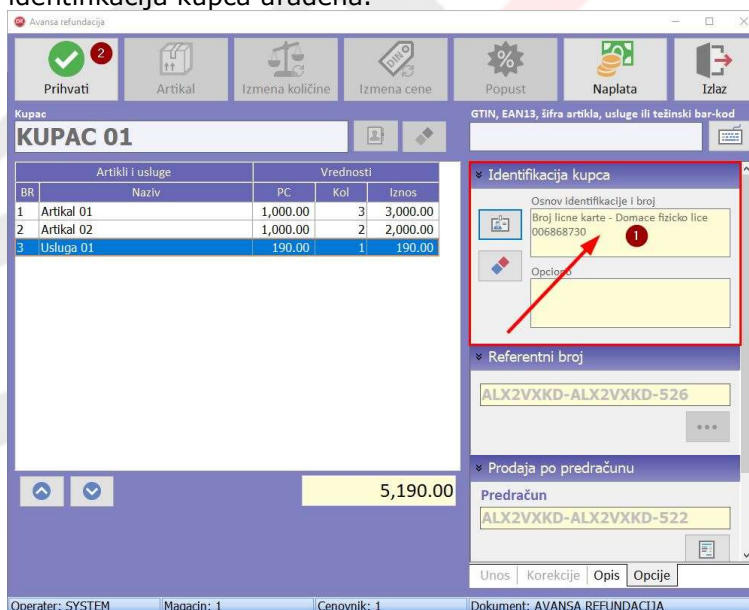 identifikacija kupca urađena.
Avansa refundacija
2
Prihvati
Artikal
Izmena količine
Izmena cene
Popust
Naplata
Izlaz
Kupac
KUPAC 01
GTIN, EAN13, šifra artikla, usluge ili težinski bar-kod
Artikli i usluge Vrednosti
BR Naziv PC Kol Iznos
1 Artikal 01 1,000.00 3 3,000.00
2 Artikal 02 1,000.00 2 2,000.00
3 Usluga 01 190.00 1 190.00
5,190.00
Identifikacija kupca
Osnov identifikacije i broj
Broj licne karte - Domace fizicko lice
006868730
1
Opciono
Referentni broj
ALX2VXKD-ALX2VXKD-526
Prodaja po predračunu
Predračun
ALX2VXKD-ALX2VXKD-522
Unos Korekcije Opis Opcije
Operater: SYSTEM Magacin: 1 Cenovnik: 1 Dokument: AVANSA REFUNDACIJA